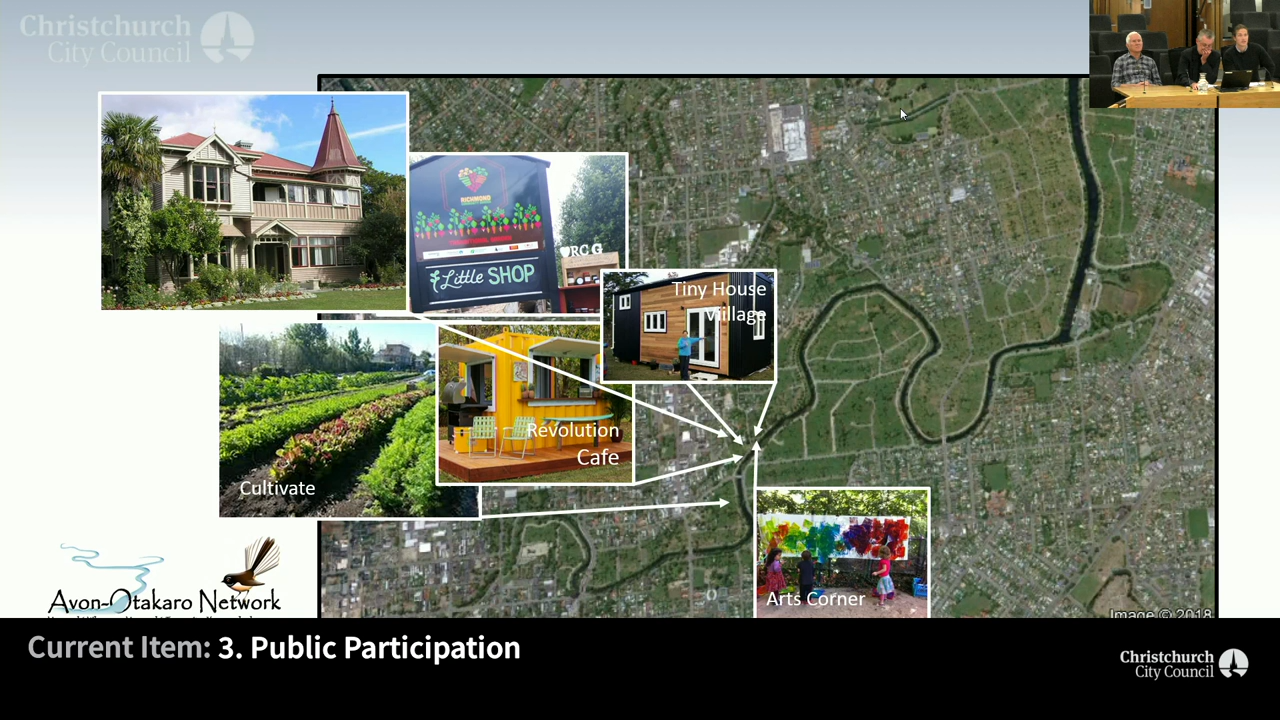 Christchurch
City Council
RICHMOND
Little SHOP
RCG
Tiny House
Viillage
Revolution
Cafe
Cultivate
Arts Corner
Avon-Otakaro Network
Image © 2018
Current Item: 3. Public Participation
Christchurch
City Council